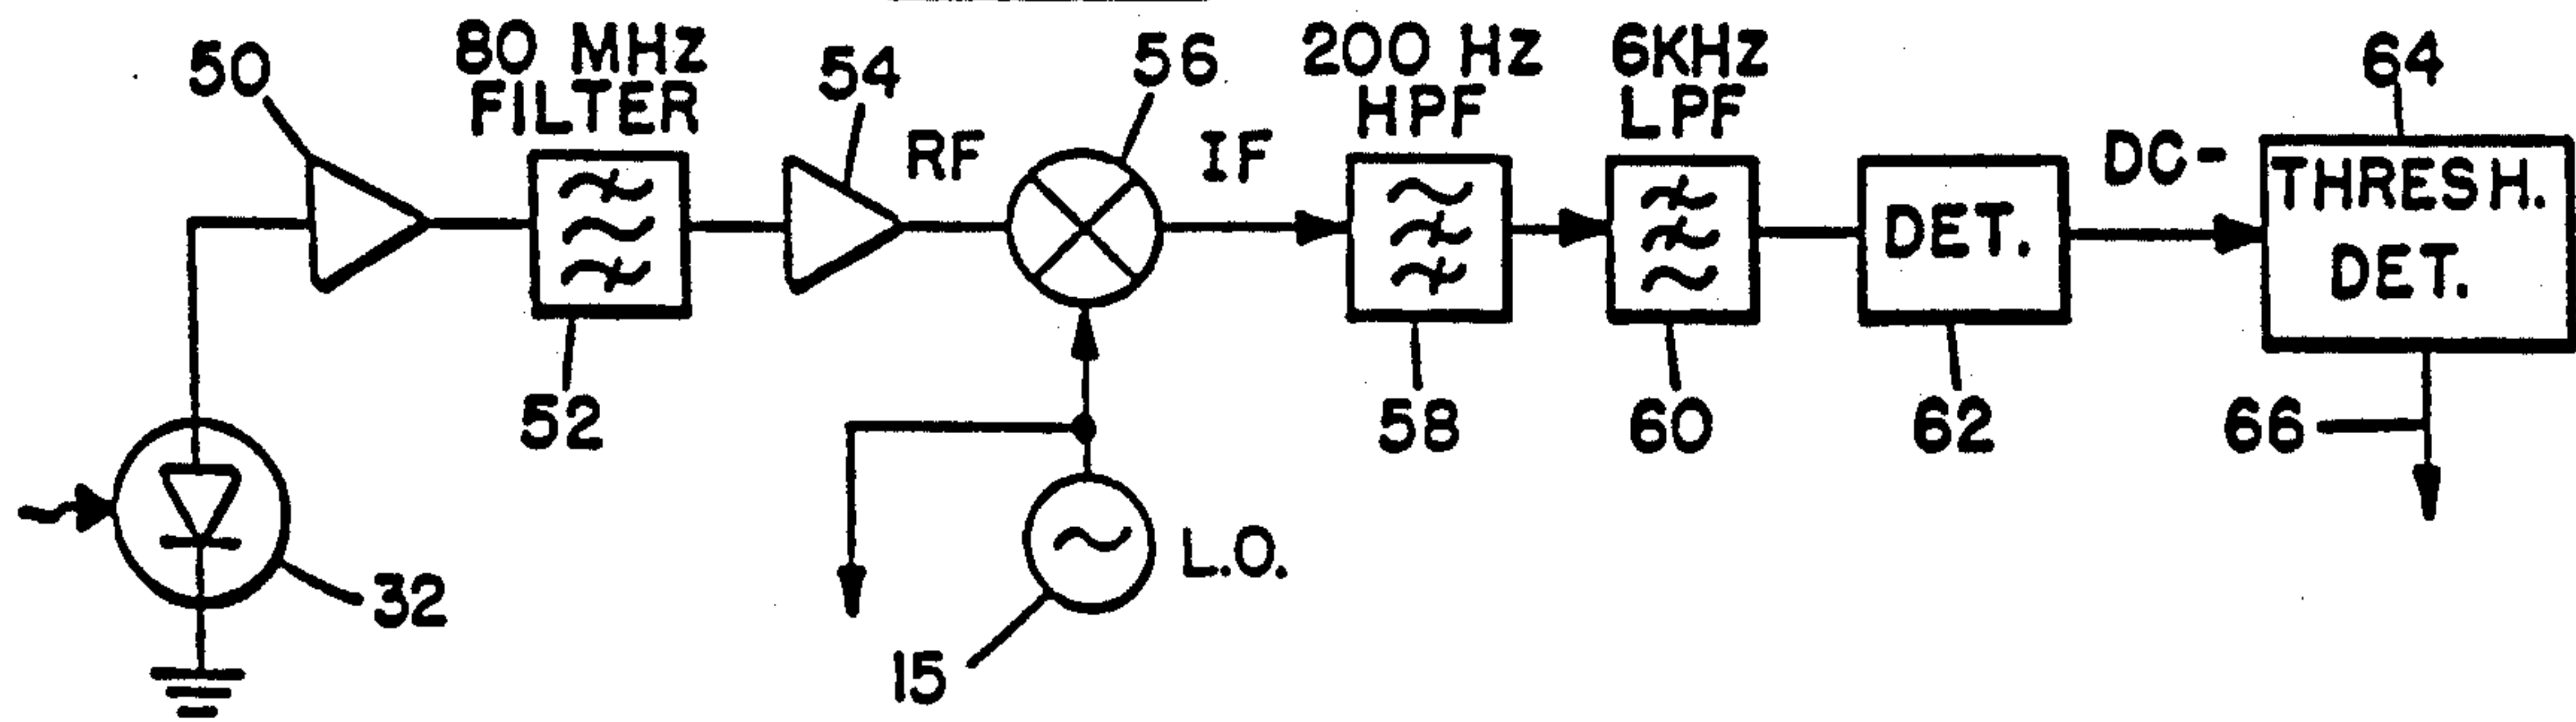 50
80 MHz
FILTER
54
RF
56
IF
200 Hz
HPF
6KHz
LPF
DC-
64
THRESH.
DET.
DET.
52
58
60
62
66
32
L.O.
15